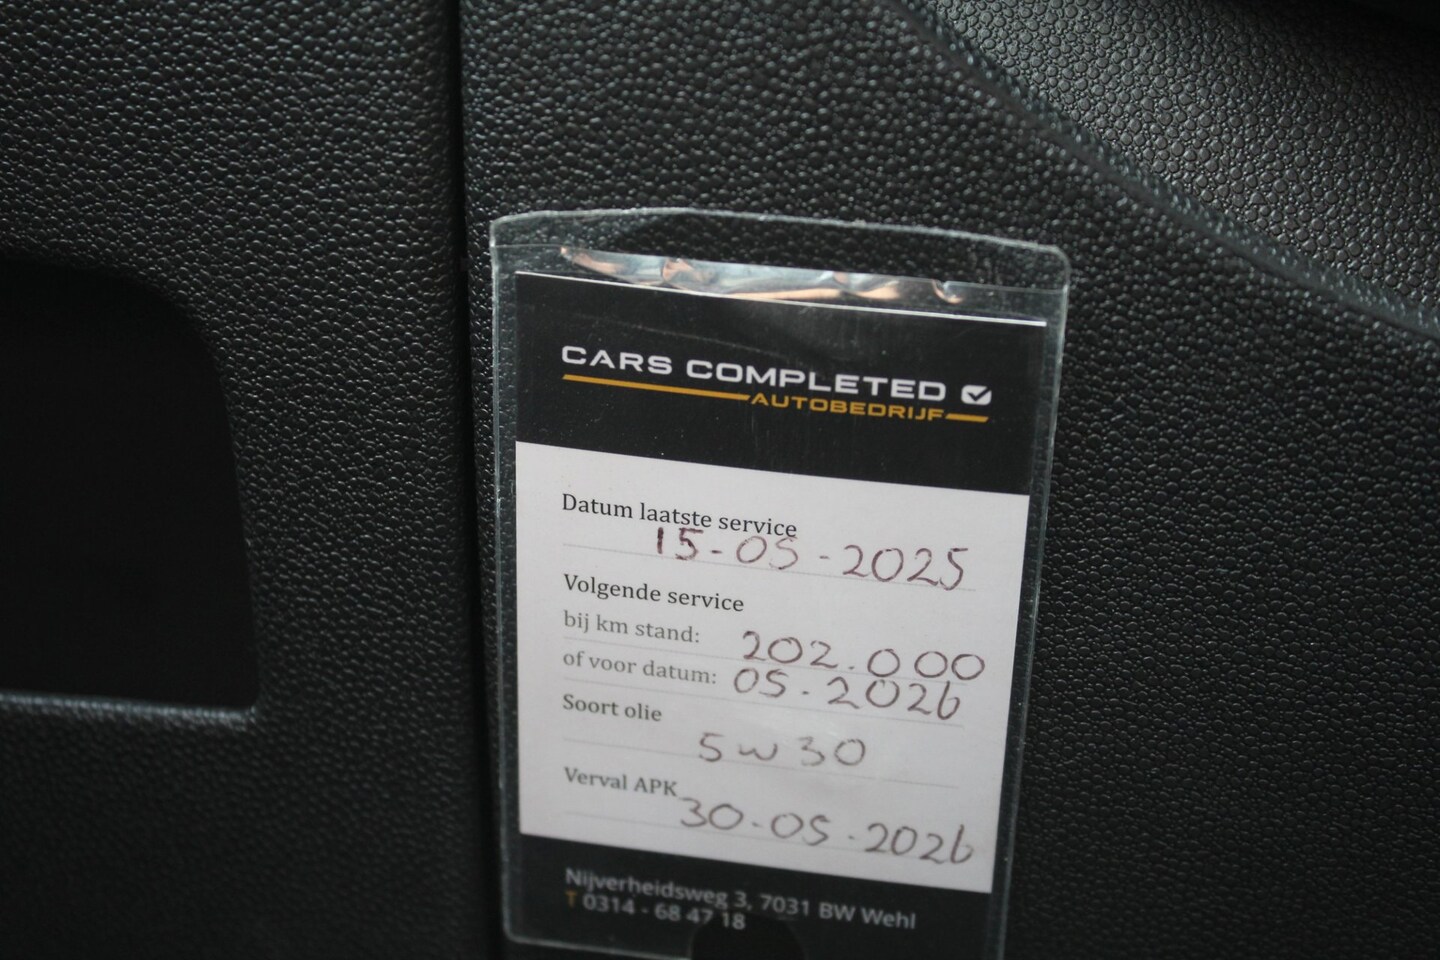 CARS COMPLETED
AUTOBEDRIJF
Datum laatste service
15-05-2025
Volgende service
bij km stand: 202.000
of voor datum: 05.2026
Soort olie
5w30
Verval APK
30-05.2026
Nijverheidsweg 3, 7031 BW Wehl
T 0314 - 68 47 18